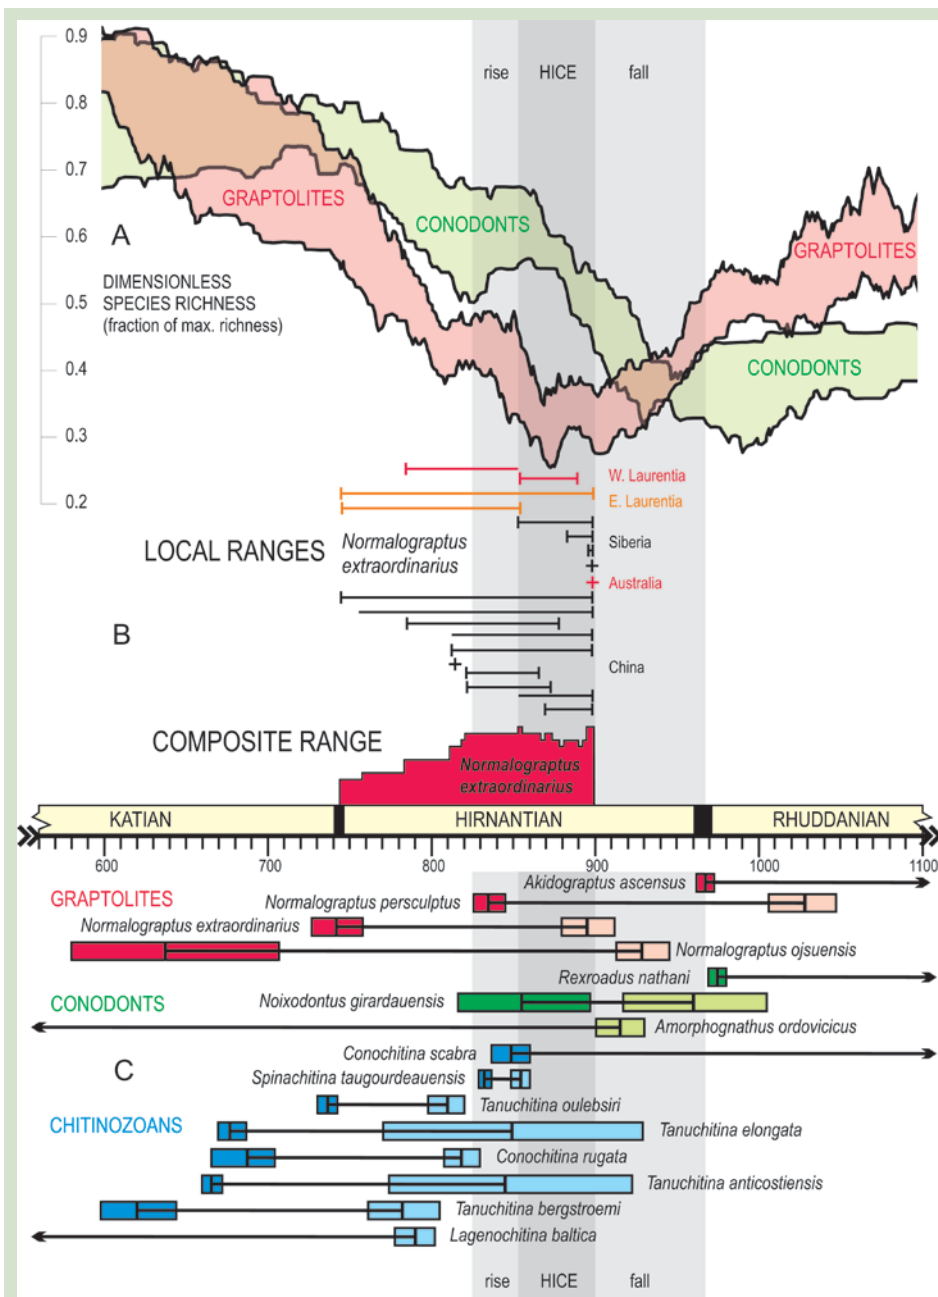 0.9
rise HICE fall
0.8
0.7
GRAPTOLITES
CONODONTS
0.6
A
GRAPTOLITES
DIMENSIONLESS
SPECIES RICHNESS
(fraction of max. richness)
0.5
0.4
CONODONTS
0.3
W. Laurentia
0.2
E. Laurentia
LOCAL RANGES
Normalograptus
extraordinarius
Siberia
Australia
B
China
COMPOSITE RANGE
Normalograptus
extraordinarius
KATIAN HIRNANTIAN RHUDDANIAN
600 700 800 900 1000 1100
Akidograptus ascensus
GRAPTOLITES
Normalograptus persculptus
Normalograptus extraordinarius
Normalograptus ojsuensis
Rexroadus nathani
CONODONTS
Noixodontus girardauensis
Amorphognathus ordovicicus
Conochitina scabra
C
Spinachitina taugourdeauensis
Tanuchitina oulebsiri
CHITINOZOANS
Tanuchitina elongata
Conochitina rugata
Tanuchitina anticostiensis
Tanuchitina bergstroemi
Lagenochitina baltica
rise HICE fall